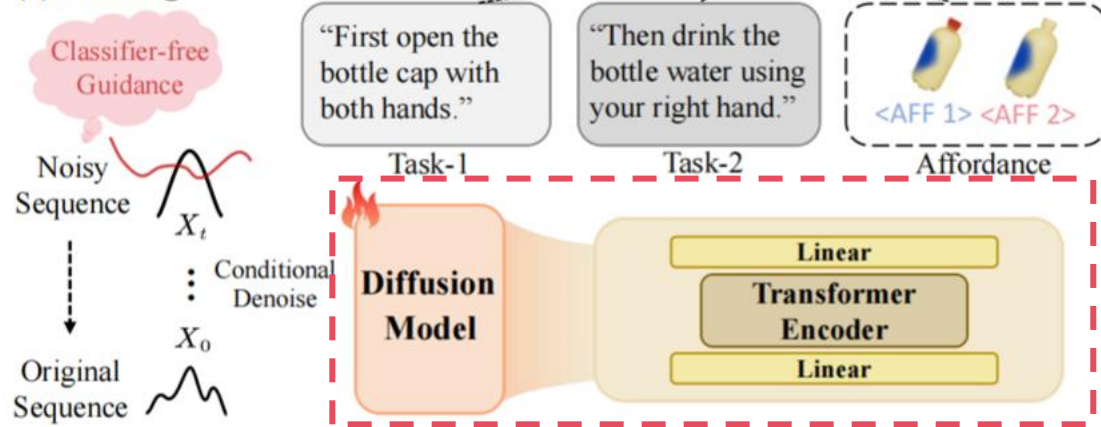 Classifier-free
Guidance
Noisy
Sequence
X_t
Conditional
Denoise
X_0
Original
Sequence
“First open the
bottle cap with
both hands.”
Task-1
“Then drink the
bottle water using
your right hand.”
Task-2
<AFF 1> <AFF 2>
Affordance
Diffusion
Model
Linear
Transformer
Encoder
Linear